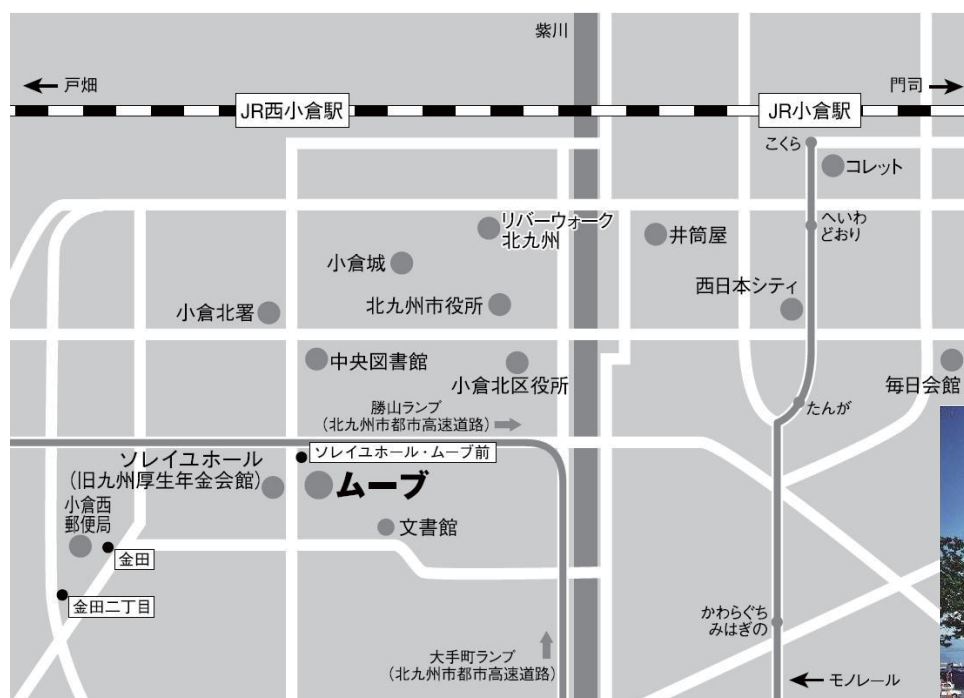 紫川
戸畑
門司
JR西小倉駅
JR小倉駅
こくら
コレット
リバーウォーク
北九州
井筒屋
へいわ
どおり
小倉城
西日本シティ
小倉北署
北九州市役所
中央図書館
小倉北区役所
毎日会館
勝山ランプ
(北九州市都市高速道路)
たんが
ソレイユホール
(旧九州厚生年金会館)
ソレイユホール・ムーブ前
ムーブ
小倉西
郵便局
文書館
金田
金田二丁目
かわらぐち
みはぎの
大手町ランプ
(北九州市都市高速道路)
モノレール